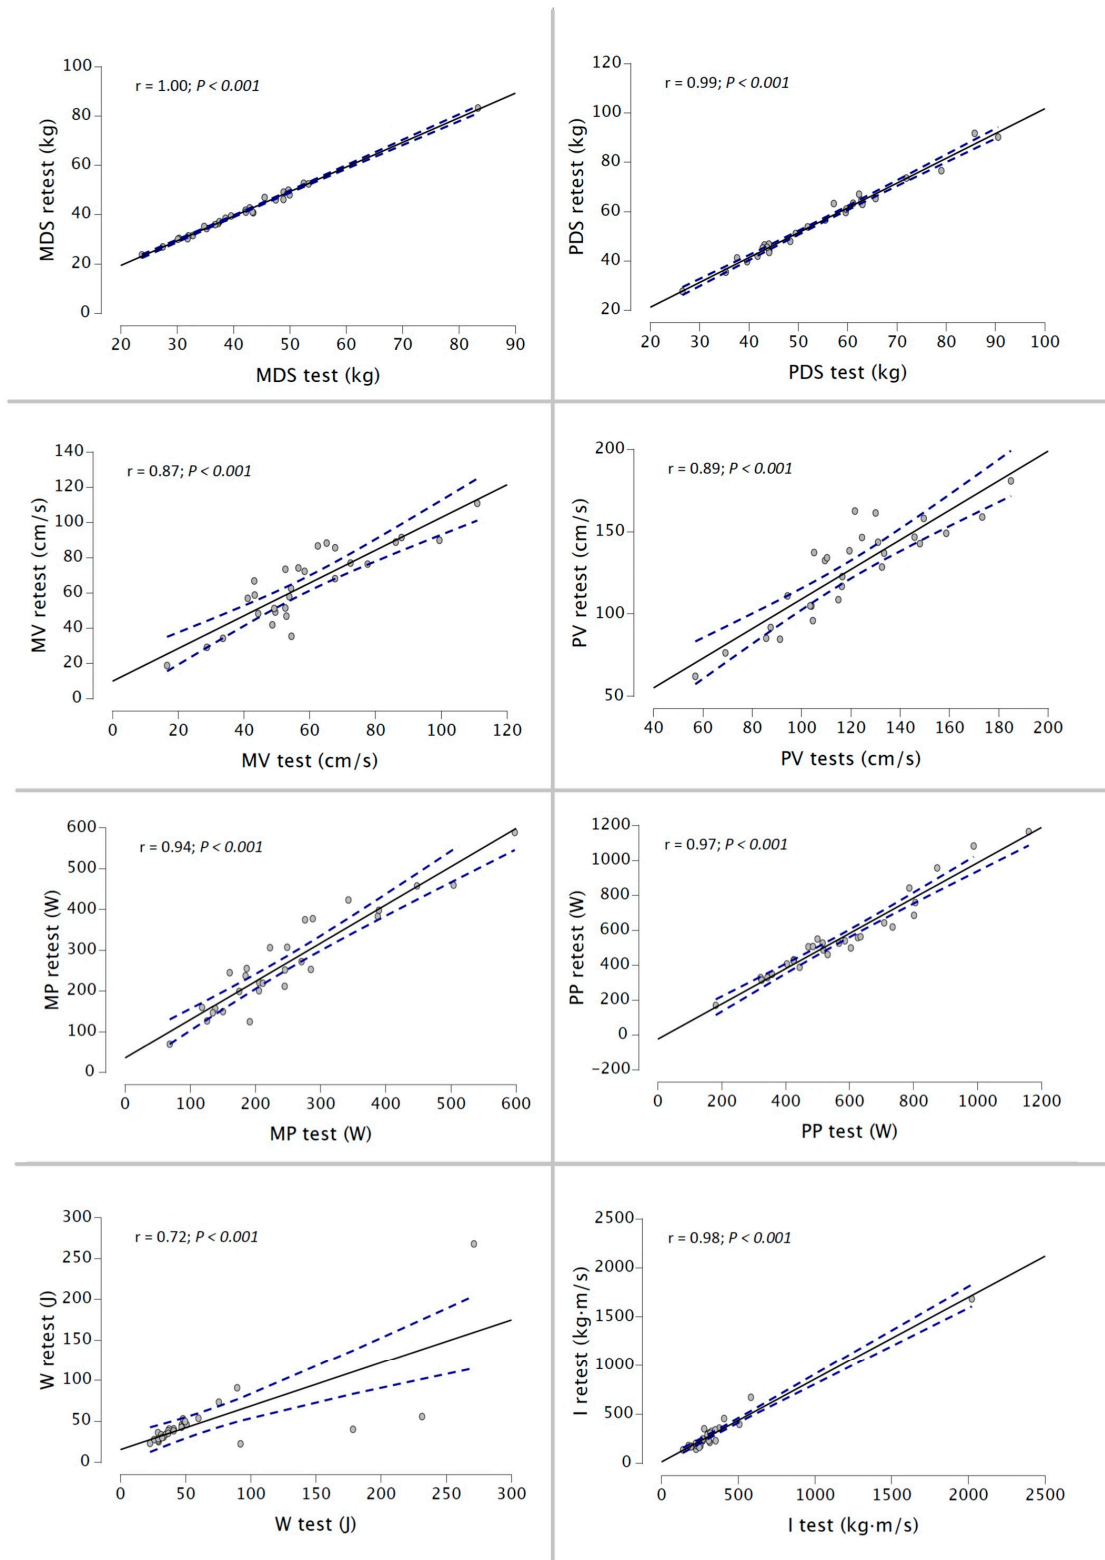 r = 1.00; P < 0.001
MDS retest (kg)
100
80
60
40
20
0
20 30 40 50 60 70 80 90
MDS test (kg)
r = 0.99; P < 0.001
PDS retest (kg)
120
100
80
60
40
20
20 30 40 50 60 70 80 90 100
PDS test (kg)
r = 0.87; P < 0.001
MV retest (cm/s)
140
120
100
80
60
40
20
0
0 20 40 60 80 100 120
MV test (cm/s)
r = 0.89; P < 0.001
PV retest (cm/s)
200
150
100
50
40 60 80 100 120 140 160 180 200
PV tests (cm/s)
r = 0.94; P < 0.001
MP retest (W)
600
500
400
300
200
100
0
0 100 200 300 400 500 600
MP test (W)
r = 0.97; P < 0.001
PP retest (W)
1200
1000
800
600
400
200
0
−200
0 200 400 600 800 1000 1200
PP test (W)
r = 0.72; P < 0.001
W retest (J)
300
250
200
150
100
50
0
0 50 100 150 200 250 300
W test (J)
r = 0.98; P < 0.001
I retest (kg·m/s)
2500
2000
1500
1000
500
0
0 500 1000 1500 2000 2500
I test (kg·m/s)